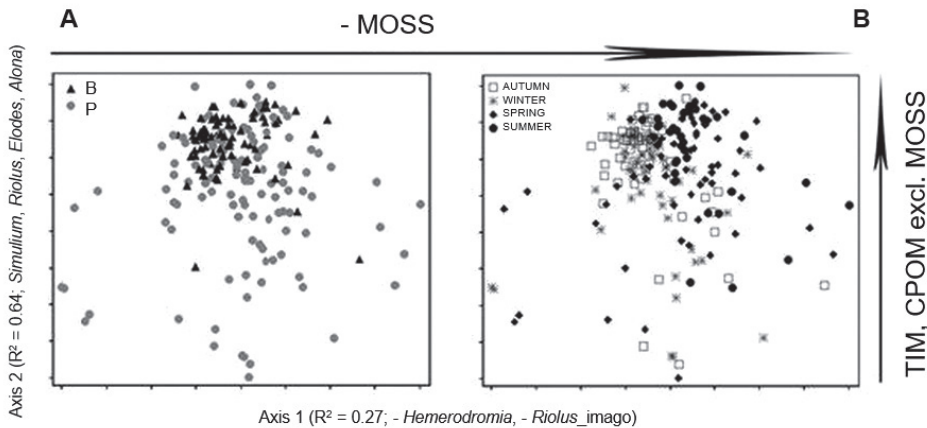 A
- MOSS
B
B
P
AUTUMN
WINTER
SPRING
SUMMER
Axis 2 (R² = 0.64; Simulium, Riolus, Elodes, Alona)
TIM, CPOM excl. MOSS
Axis 1 (R² = 0.27; - Hemerodromia, - Riolus_imago)